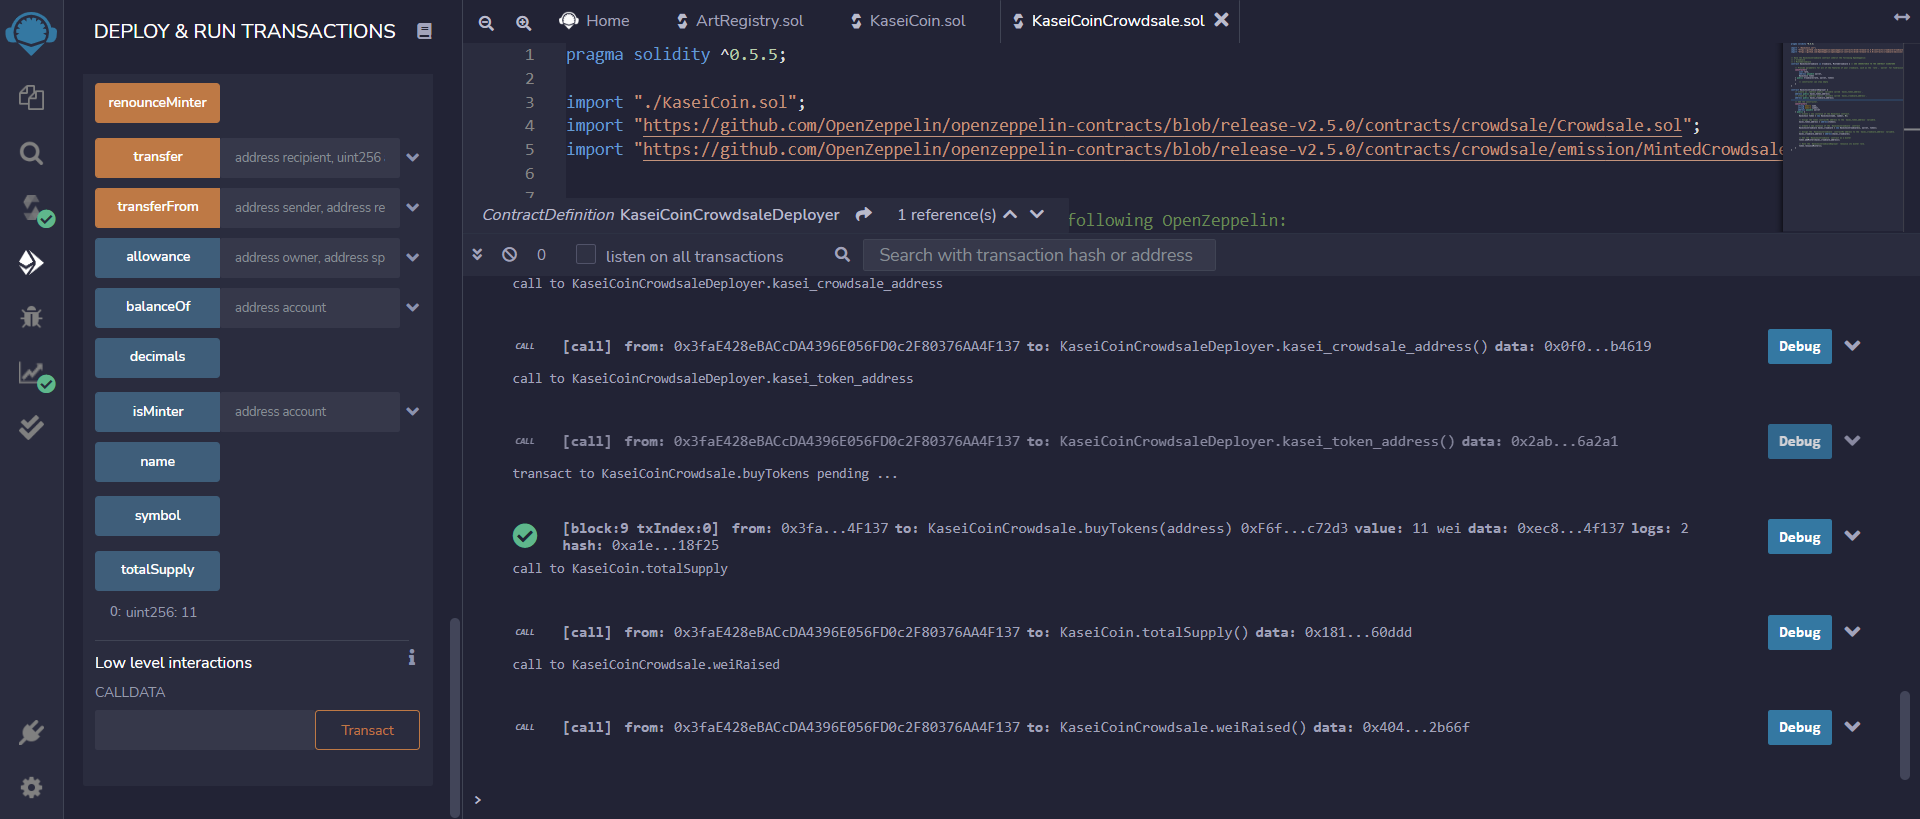 DEPLOY & RUN TRANSACTIONS
renounceMinter
transfer address recipient, uint256
transferFrom address sender, address re
allowance address owner, address sp
balanceOf address account
decimals
isMinter address account
name
symbol
totalSupply
0: uint256: 11
Low level interactions
CALLDATA
Transact
Home ArtRegistry.sol KaseiCoin.sol KaseiCoinCrowdsale.sol
1 pragma solidity ^0.5.5;
2
3 import "./KaseiCoin.sol";
4 import "https://github.com/OpenZeppelin/openzeppelin-contracts/blob/release-v2.5.0/contracts/crowdsale/Crowdsale.sol";
5 import "https://github.com/OpenZeppelin/openzeppelin-contracts/blob/release-v2.5.0/contracts/crowdsale/emission/MintedCrowdsale
6
7
ContractDefinition KaseiCoinCrowdsaleDeployer 1 reference(s) following OpenZeppelin:
0 listen on all transactions Search with transaction hash or address
call to KaseiCoinCrowdsaleDeployer.kasei_crowdsale_address
CALL [call] from: 0x3faE428eBACcDA4396E056FD0c2F80376AA4F137 to: KaseiCoinCrowdsaleDeployer.kasei_crowdsale_address() data: 0x0f0...b4619 Debug
call to KaseiCoinCrowdsaleDeployer.kasei_token_address
CALL [call] from: 0x3faE428eBACcDA4396E056FD0c2F80376AA4F137 to: KaseiCoinCrowdsaleDeployer.kasei_token_address() data: 0x2ab...6a2a1 Debug
transact to KaseiCoinCrowdsale.buyTokens pending ...
[block:9 txIndex:0] from: 0x3fa...4F137 to: KaseiCoinCrowdsale.buyTokens(address) 0xF6f...c72d3 value: 11 wei data: 0xec8...4f137 logs: 2 Debug
hash: 0xa1e...18f25
call to KaseiCoin.totalSupply
CALL [call] from: 0x3faE428eBACcDA4396E056FD0c2F80376AA4F137 to: KaseiCoin.totalSupply() data: 0x181...60ddd Debug
call to KaseiCoinCrowdsale.weiRaised
CALL [call] from: 0x3faE428eBACcDA4396E056FD0c2F80376AA4F137 to: KaseiCoinCrowdsale.weiRaised() data: 0x404...2b66f Debug
>